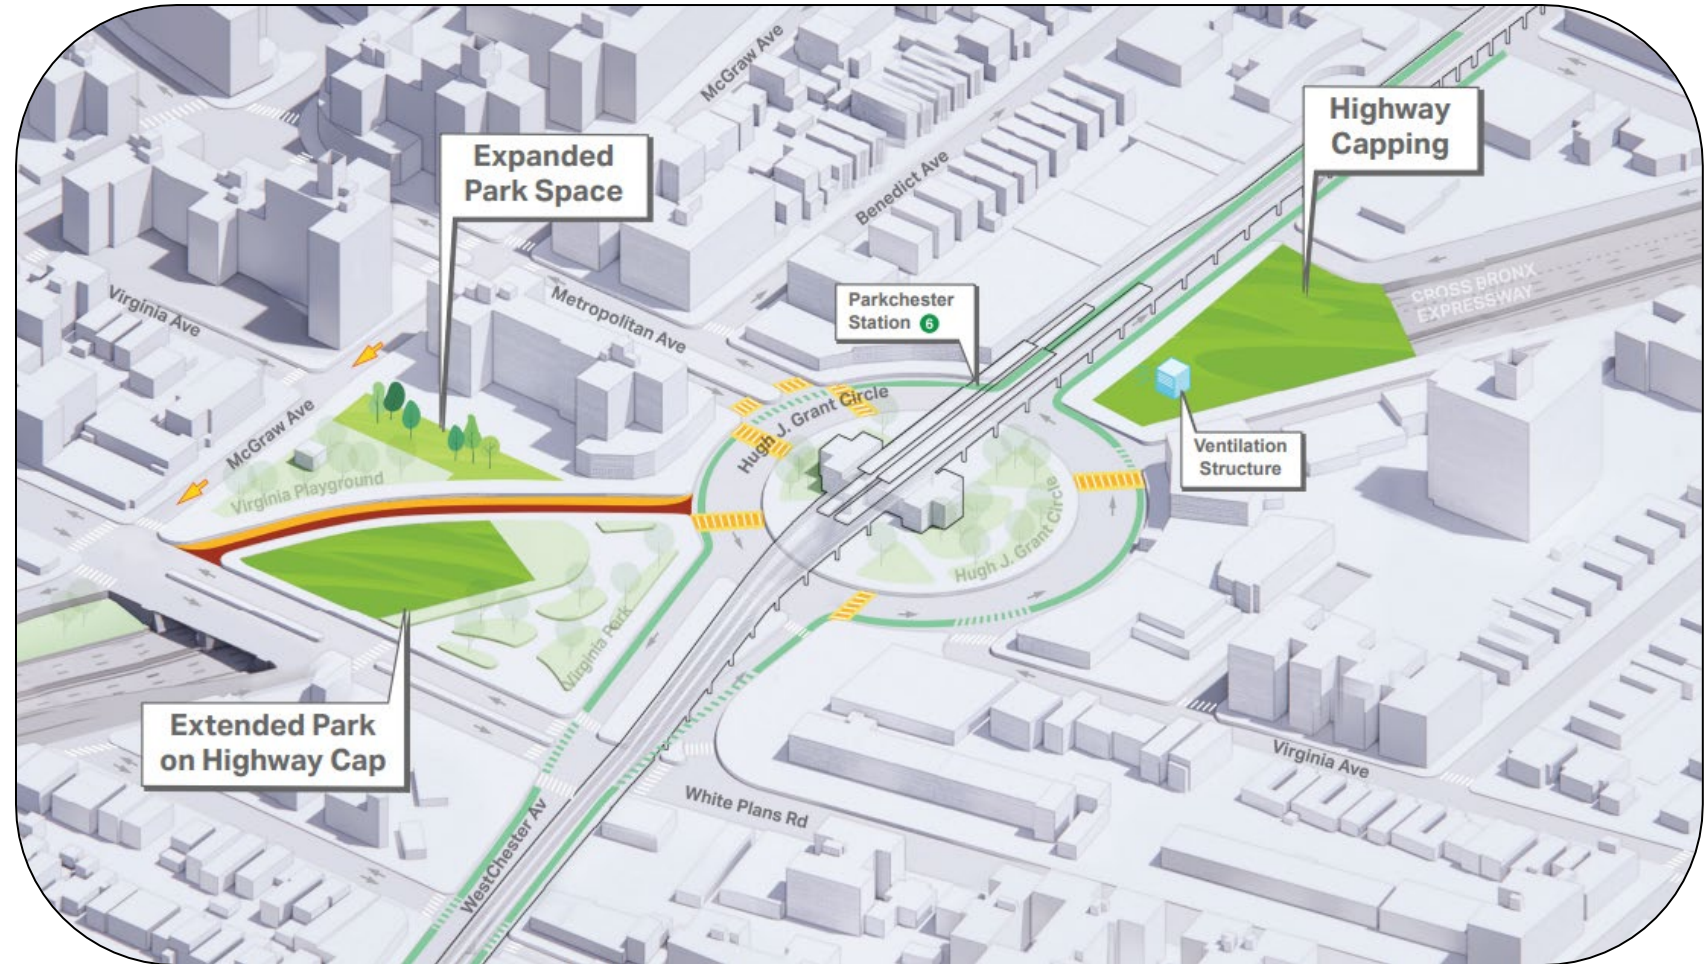 McGraw Ave
Highway
Capping
Expanded
Park Space
Benedict Ave
CROSS BRONX
EXPRESSWAY
Virginia Ave
Metropolitan Ave
Parkchester
Station 6
Hugh J. Grant Circle
McGraw Ave
Ventilation
Structure
Virginia Playground
Hugh J. Grant Circle
Virginia Park
Extended Park
on Highway Cap
Virginia Ave
White Plans Rd
WestChester Av